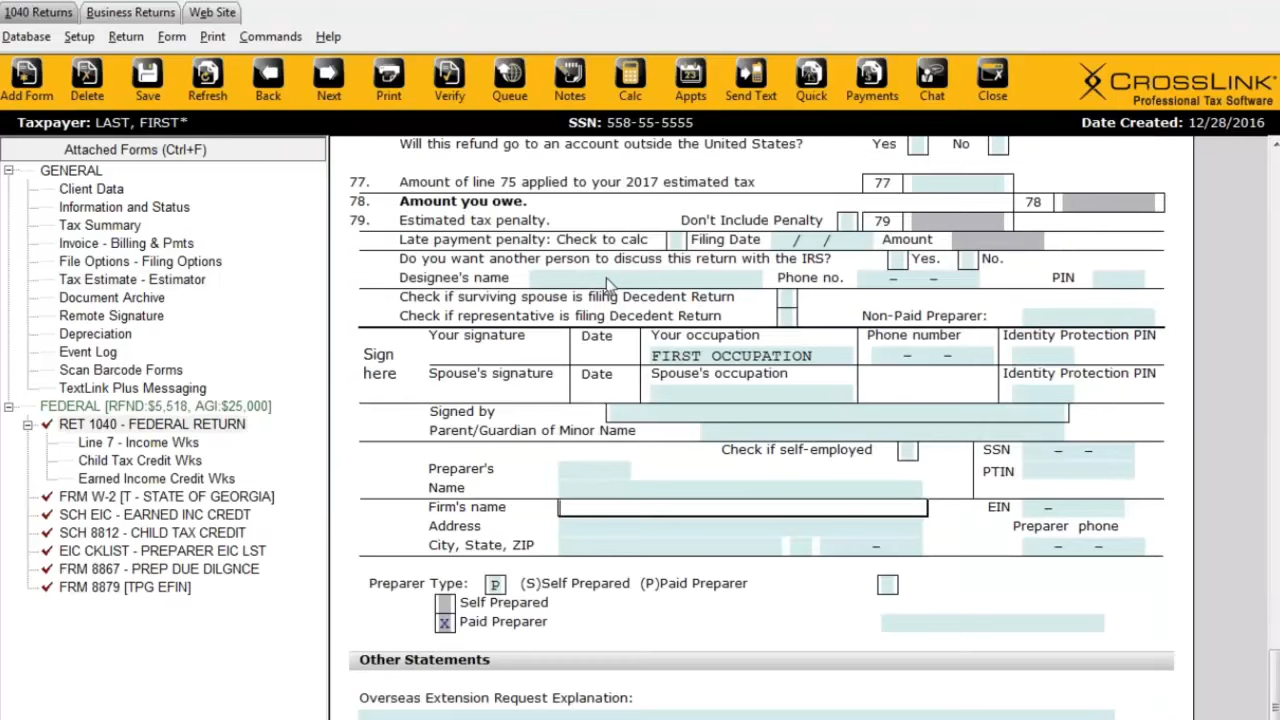 1040 Returns Business Returns Web Site
Database Setup Return Form Print Commands Help
Add Form Delete Save Refresh Back Next Print Verify Queue Notes Calc Appts Send Text Quick Payments Chat Close
CROSSLINK
Professional Tax Software
Taxpayer: LAST, FIRST* SSN: 558-55-5555 Date Created: 12/28/2016
Attached Forms (Ctrl+F)
GENERAL
Client Data
Information and Status
Tax Summary
Invoice - Billing & Pmts
File Options - Filing Options
Tax Estimate - Estimator
Document Archive
Remote Signature
Depreciation
Event Log
Scan Barcode Forms
TextLink Plus Messaging
FEDERAL [RFND:$5,518, AGI:$25,000]
RET 1040 - FEDERAL RETURN
Line 7 - Income Wks
Child Tax Credit Wks
Earned Income Credit Wks
FRM W-2 [T - STATE OF GEORGIA]
SCH EIC - EARNED INC CREDT
SCH 8812 - CHILD TAX CREDIT
EIC CKLIST - PREPARER EIC LST
FRM 8867 - PREP DUE DILGNCE
FRM 8879 [TPG EFIN]
Will this refund go to an account outside the United States? Yes No
77. Amount of line 75 applied to your 2017 estimated tax 77
78. Amount you owe. 78
79. Estimated tax penalty. Don't Include Penalty 79
Late payment penalty: Check to calc Filing Date / / Amount
Do you want another person to discuss this return with the IRS? Yes. No.
Designee's name Phone no. – – PIN
Check if surviving spouse is filing Decedent Return
Check if representative is filing Decedent Return Non-Paid Preparer:
Your signature Date Your occupation Phone number Identity Protection PIN
Sign FIRST OCCUPATION – –
here Spouse's signature Date Spouse's occupation Identity Protection PIN
Signed by
Parent/Guardian of Minor Name
Check if self-employed SSN – –
Preparer's PTIN
Name
Firm's name EIN –
Address Preparer phone
City, State, ZIP – – –
Preparer Type: P (S)Self Prepared (P)Paid Preparer
Self Prepared
X Paid Preparer
Other Statements
Overseas Extension Request Explanation: